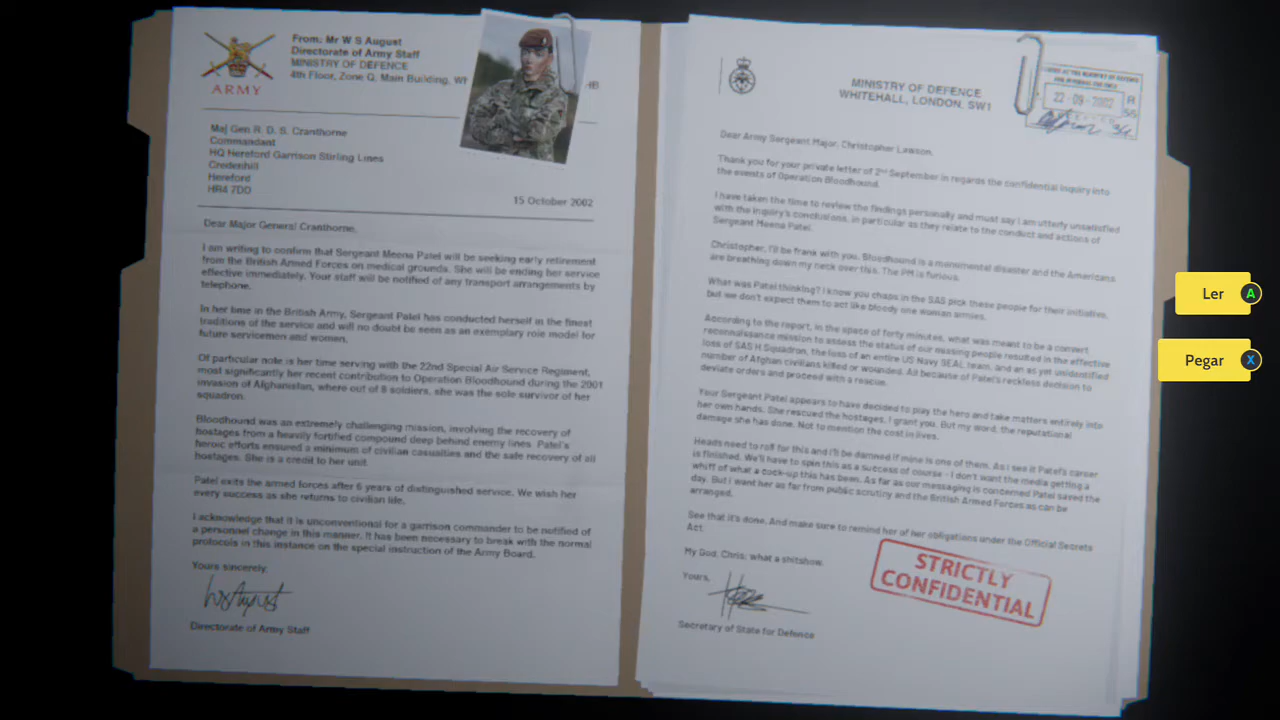 ARMY
From: Mr W S August
Directorate of Army Staff
MINISTRY OF DEFENCE
4th Floor, Zone Q, Main Building,
Maj Gen R. D. S. Cranthorne
Commandant
HQ Hereford Garrison Stirling Lines
Credenhill
Hereford
HR4 7DD
15 October 2002
Dear Major General Cranthorne,
I am writing to confirm that Sergeant Meena Patel will be seeking early retirement
from the British Armed Forces on medical grounds. She will be ending her service
effective immediately. Your staff will be notified of any transport arrangements by
telephone.
In her time in the British Army, Sergeant Patel has conducted herself in the finest
traditions of the service and will no doubt be seen as an exemplary role model for
future servicemen and women.
Of particular note is her time serving with the 22nd Special Air Service Regiment,
most significantly her recent contribution to Operation Bloodhound during the 2001
invasion of Afghanistan, where out of 8 soldiers, she was the sole survivor of her
squadron.
Bloodhound was an extremely challenging mission, involving the recovery of
hostages from a heavily fortified compound deep behind enemy lines. Patel's
heroic efforts ensured a minimum of civilian casualties and the safe recovery of all
hostages. She is a credit to her unit.
Patel exits the armed forces after 6 years of distinguished service. We wish her
every success as she returns to civilian life.
I acknowledge that it is unconventional for a garrison commander to be notified of
a personnel change in this manner. It has been necessary to break with the normal
protocols in this instance on the special instruction of the Army Board.
Yours sincerely,
Directorate of Army Staff
MINISTRY OF DEFENCE
WHITEHALL, LONDON, SW1
22-09-2002
Dear Army Sergeant Major, Christopher Lawson,
Thank you for your private letter of 2nd September in regards the confidential inquiry into
the events of Operation Bloodhound.
I have taken the time to review the findings personally and must say I am utterly unsatisfied
with the inquiry's conclusions, in particular as they relate to the conduct and actions of
Sergeant Meena Patel.
Christopher, I'll be frank with you. Bloodhound is a monumental disaster and the Americans
are breathing down my neck over this. The PM is furious.
What was Patel thinking? I know you chaps in the SAS pick these people for their initiative,
but we don't expect them to act like bloody one woman armies.
According to the report, in the space of forty minutes, what was meant to be a convert
reconnaissance mission to assess the status of our missing people resulted in the effective
loss of SAS H Squadron, the loss of an entire US Navy SEAL team, and an as yet unidentified
number of Afghan civilians killed or wounded. All because of Patel's reckless decision to
deviate orders and proceed with a rescue.
Your Sergeant Patel appears to have decided to play the hero and take matters entirely into
her own hands. She rescued the hostages, I grant you. But my word, the reputational
damage she has done. Not to mention the cost in lives.
Heads need to roll for this and I'll be damned if mine is one of them. As I see it Patel's career
is finished. We'll have to spin this as a success of course - I don't want the media getting a
whiff of what a cock-up this has been. As far as our messaging is concerned Patel saved the
day. But I want her as far from public scrutiny and the British Armed Forces as can be
arranged.
See that it's done. And make sure to remind her of her obligations under the Official Secrets
Act.
My God, Chris; what a shitshow.
Yours,
Secretary of State for Defence
STRICTLY
CONFIDENTIAL
Ler A
Pegar X